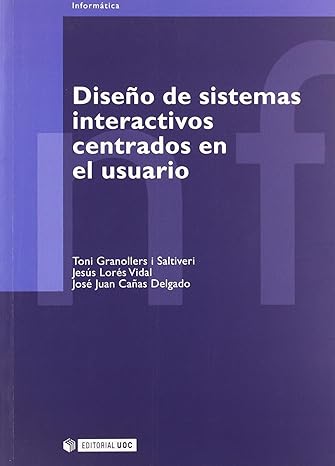 Informática
Diseño de sistemas
interactivos
centrados en
el usuario
Toni Granollers i Saltiveri
Jesús Lorés Vidal
José Juan Cañas Delgado
nf
EDITORIAL UOC